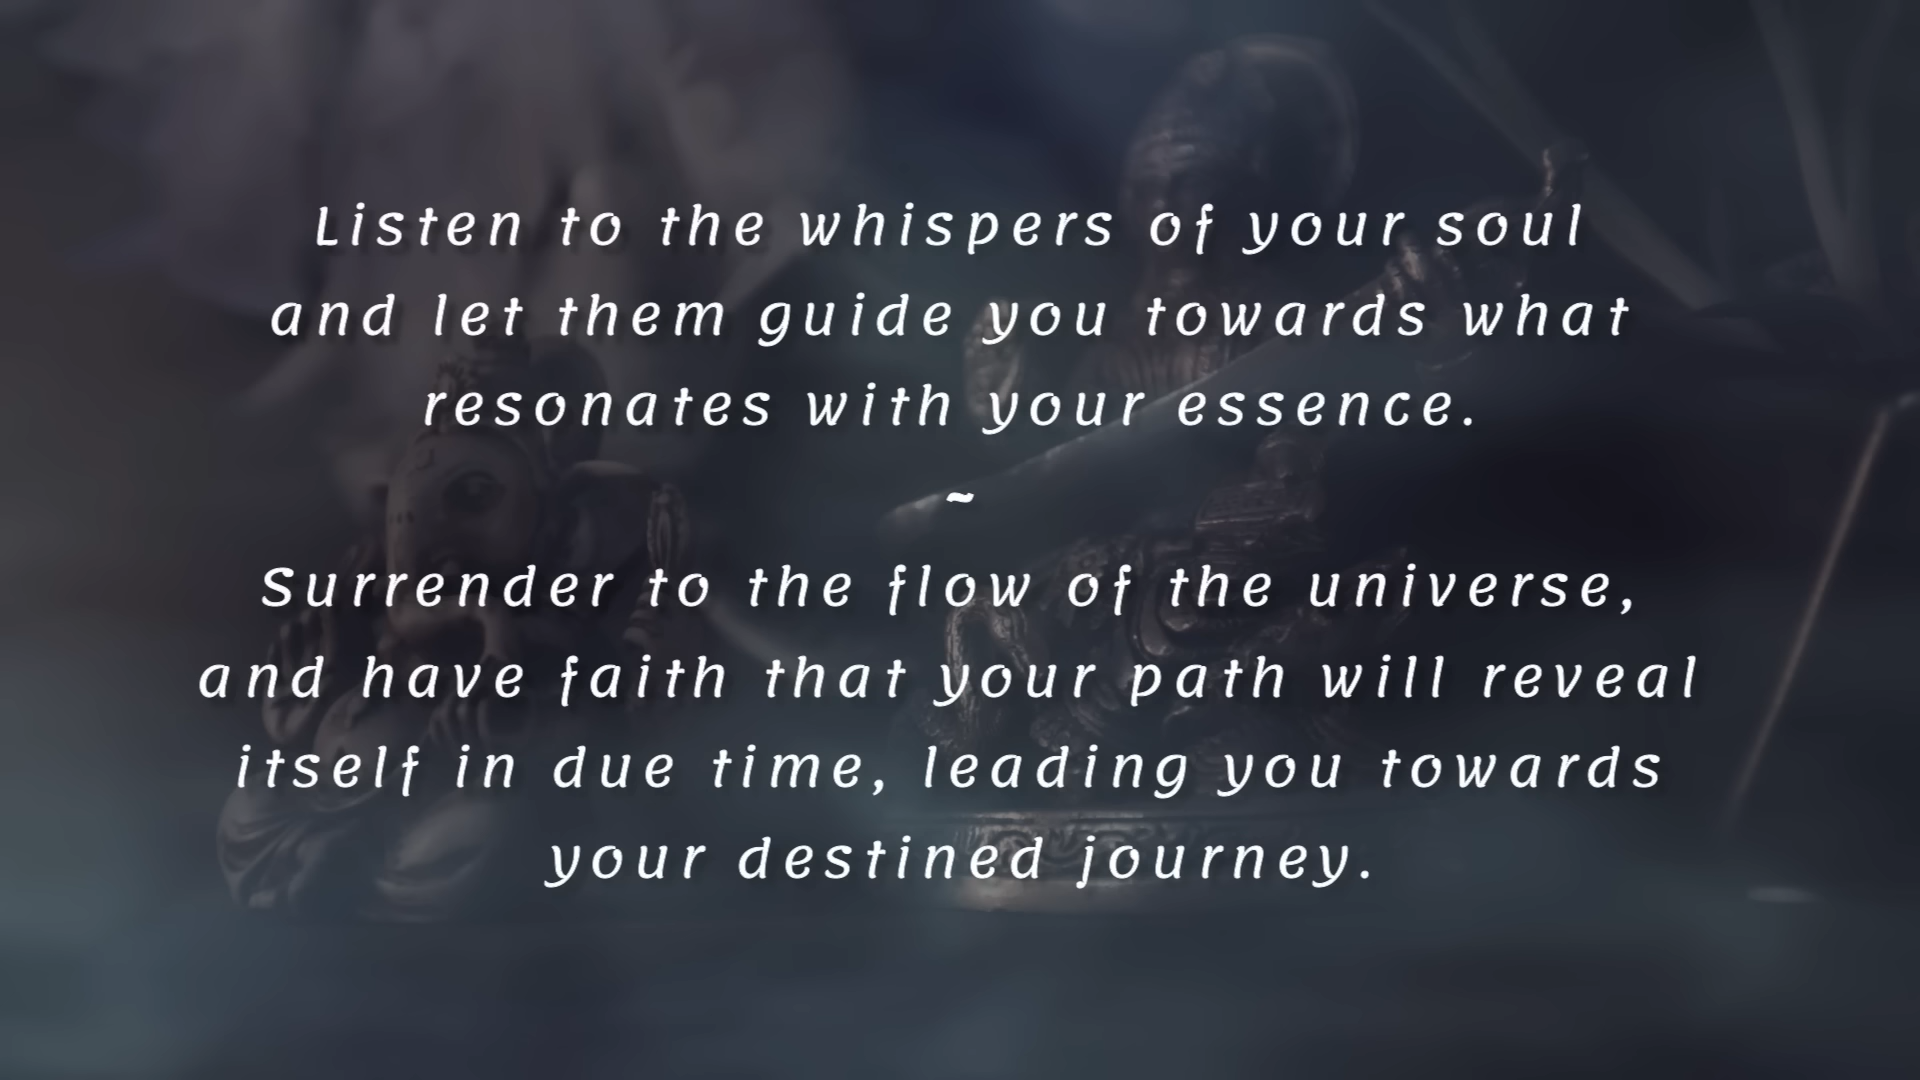 Listen to the whispers of your soul
and let them guide you towards what
resonates with your essence.
~
Surrender to the flow of the universe,
and have faith that your path will reveal
itself in due time, leading you towards
your destined journey.